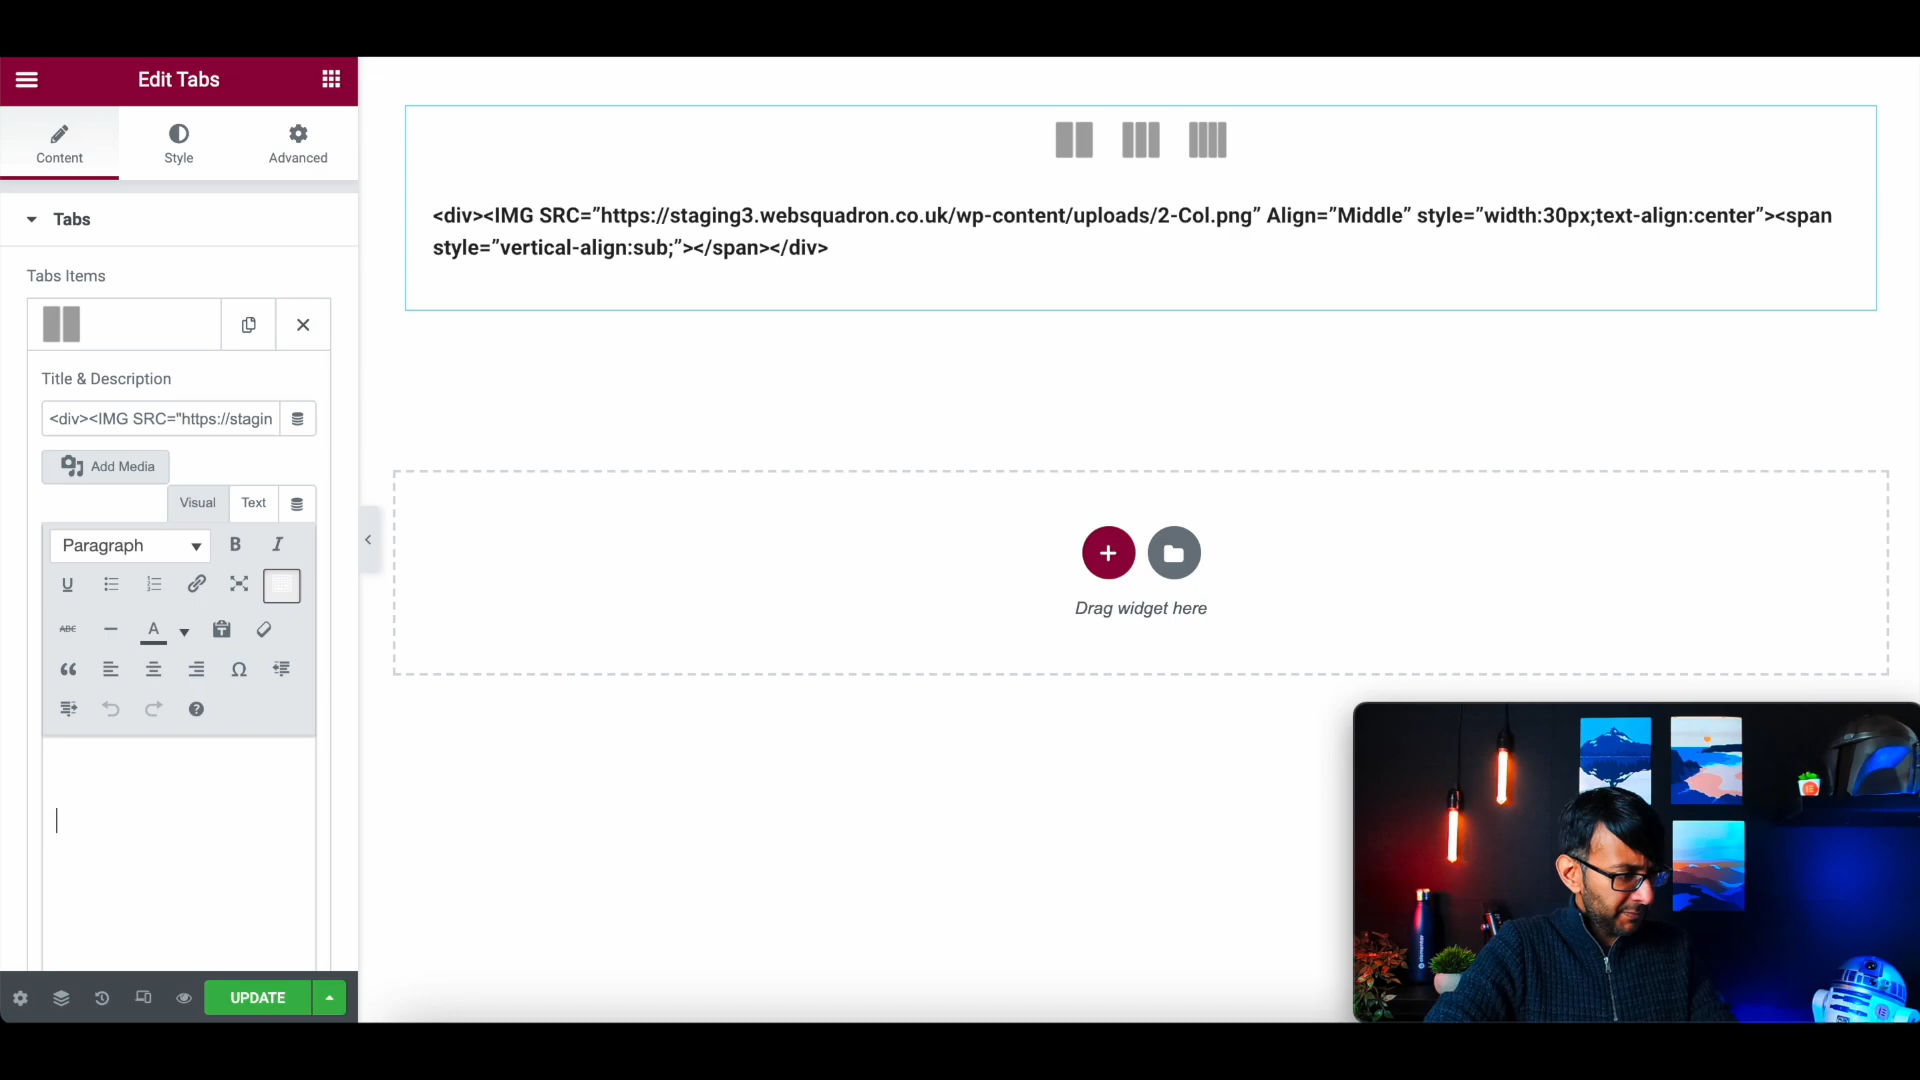 Edit Tabs
Content
Style
Advanced
Tabs
Tabs Items
Title & Description
<div><IMG SRC="https://stagin
Add Media
Visual
Text
Paragraph
B
I
U
ABC
A
Ω
UPDATE
<div><IMG SRC=”https://staging3.websquadron.co.uk/wp-content/uploads/2-Col.png” Align=”Middle” style=”width:30px;text-align:center”><span
style=”vertical-align:sub;”></span></div>
Drag widget here